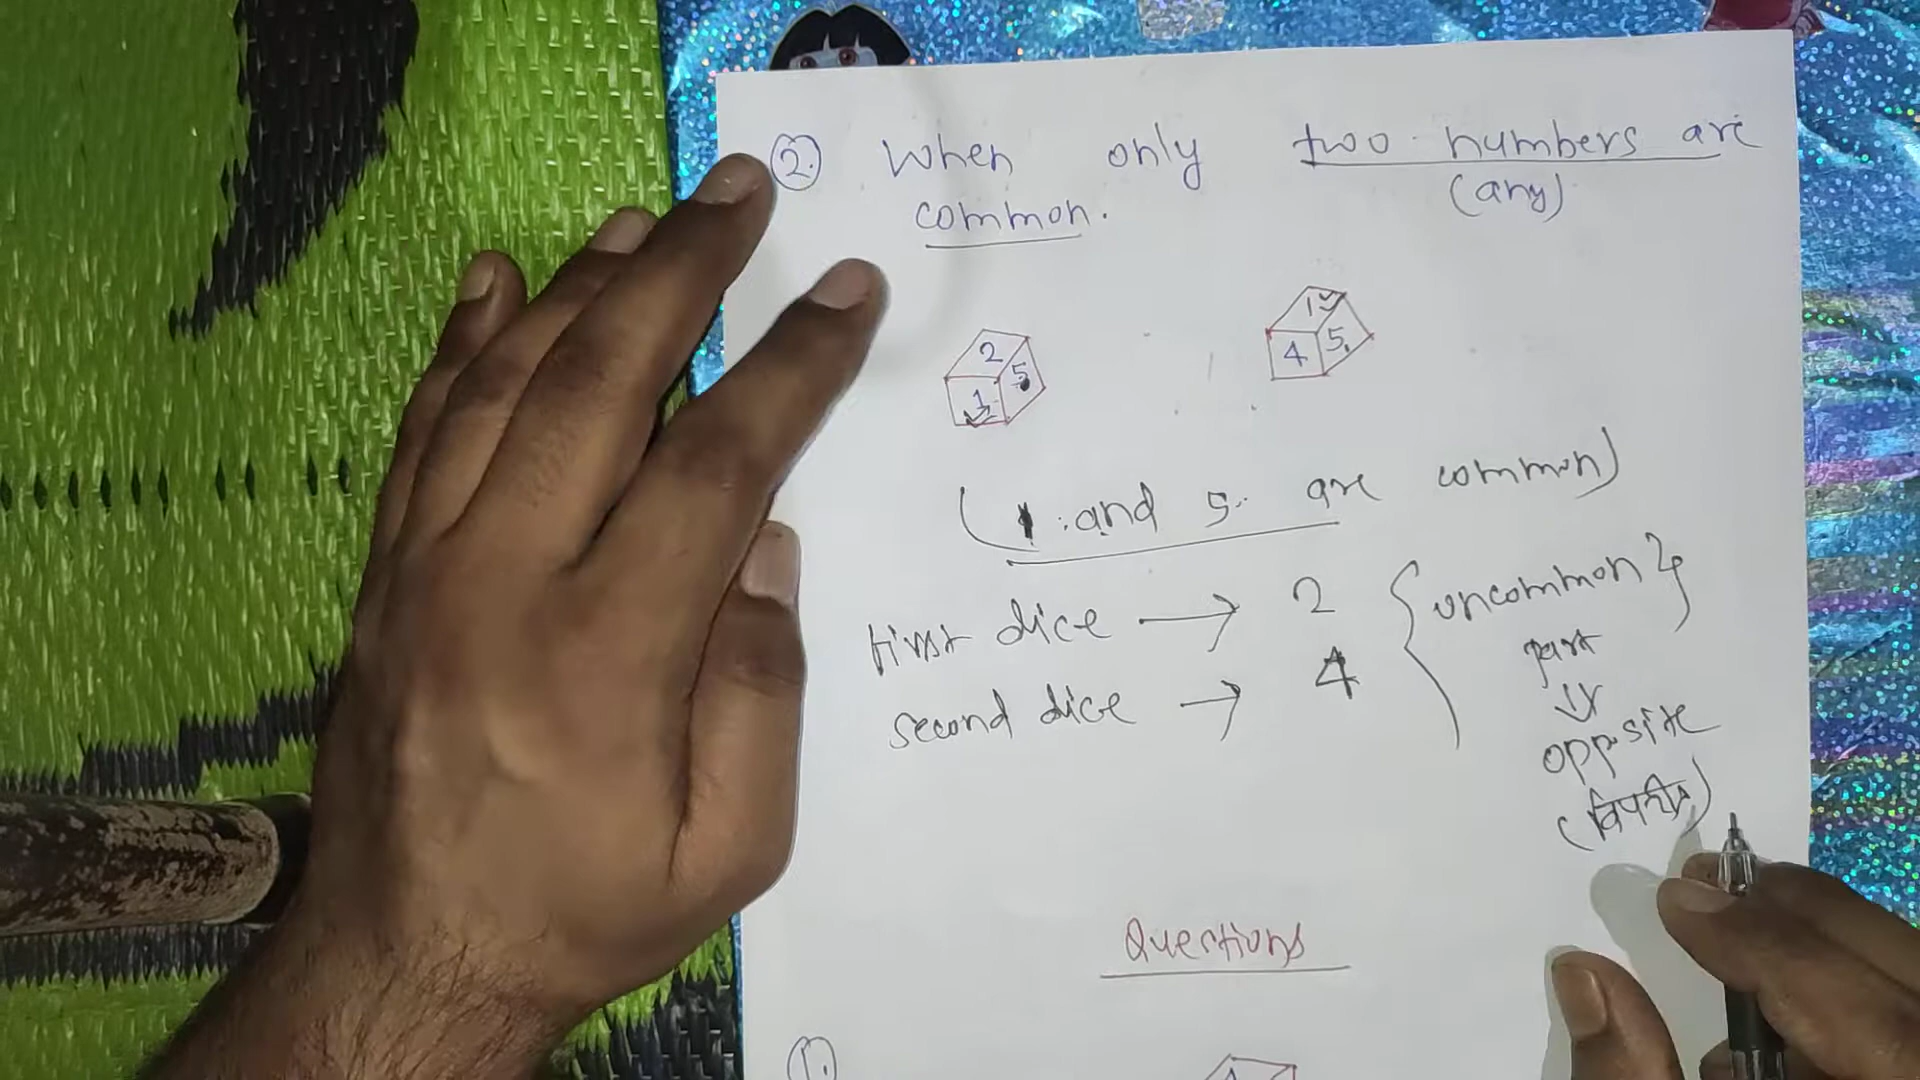 2. When only two numbers are
(any)
common.
2
1 5
1
4 5
(1 and 5 are common)
first dice → 2 {uncommon}
part
second dice → 4
opposite
(विपरीत)
Questions
1.